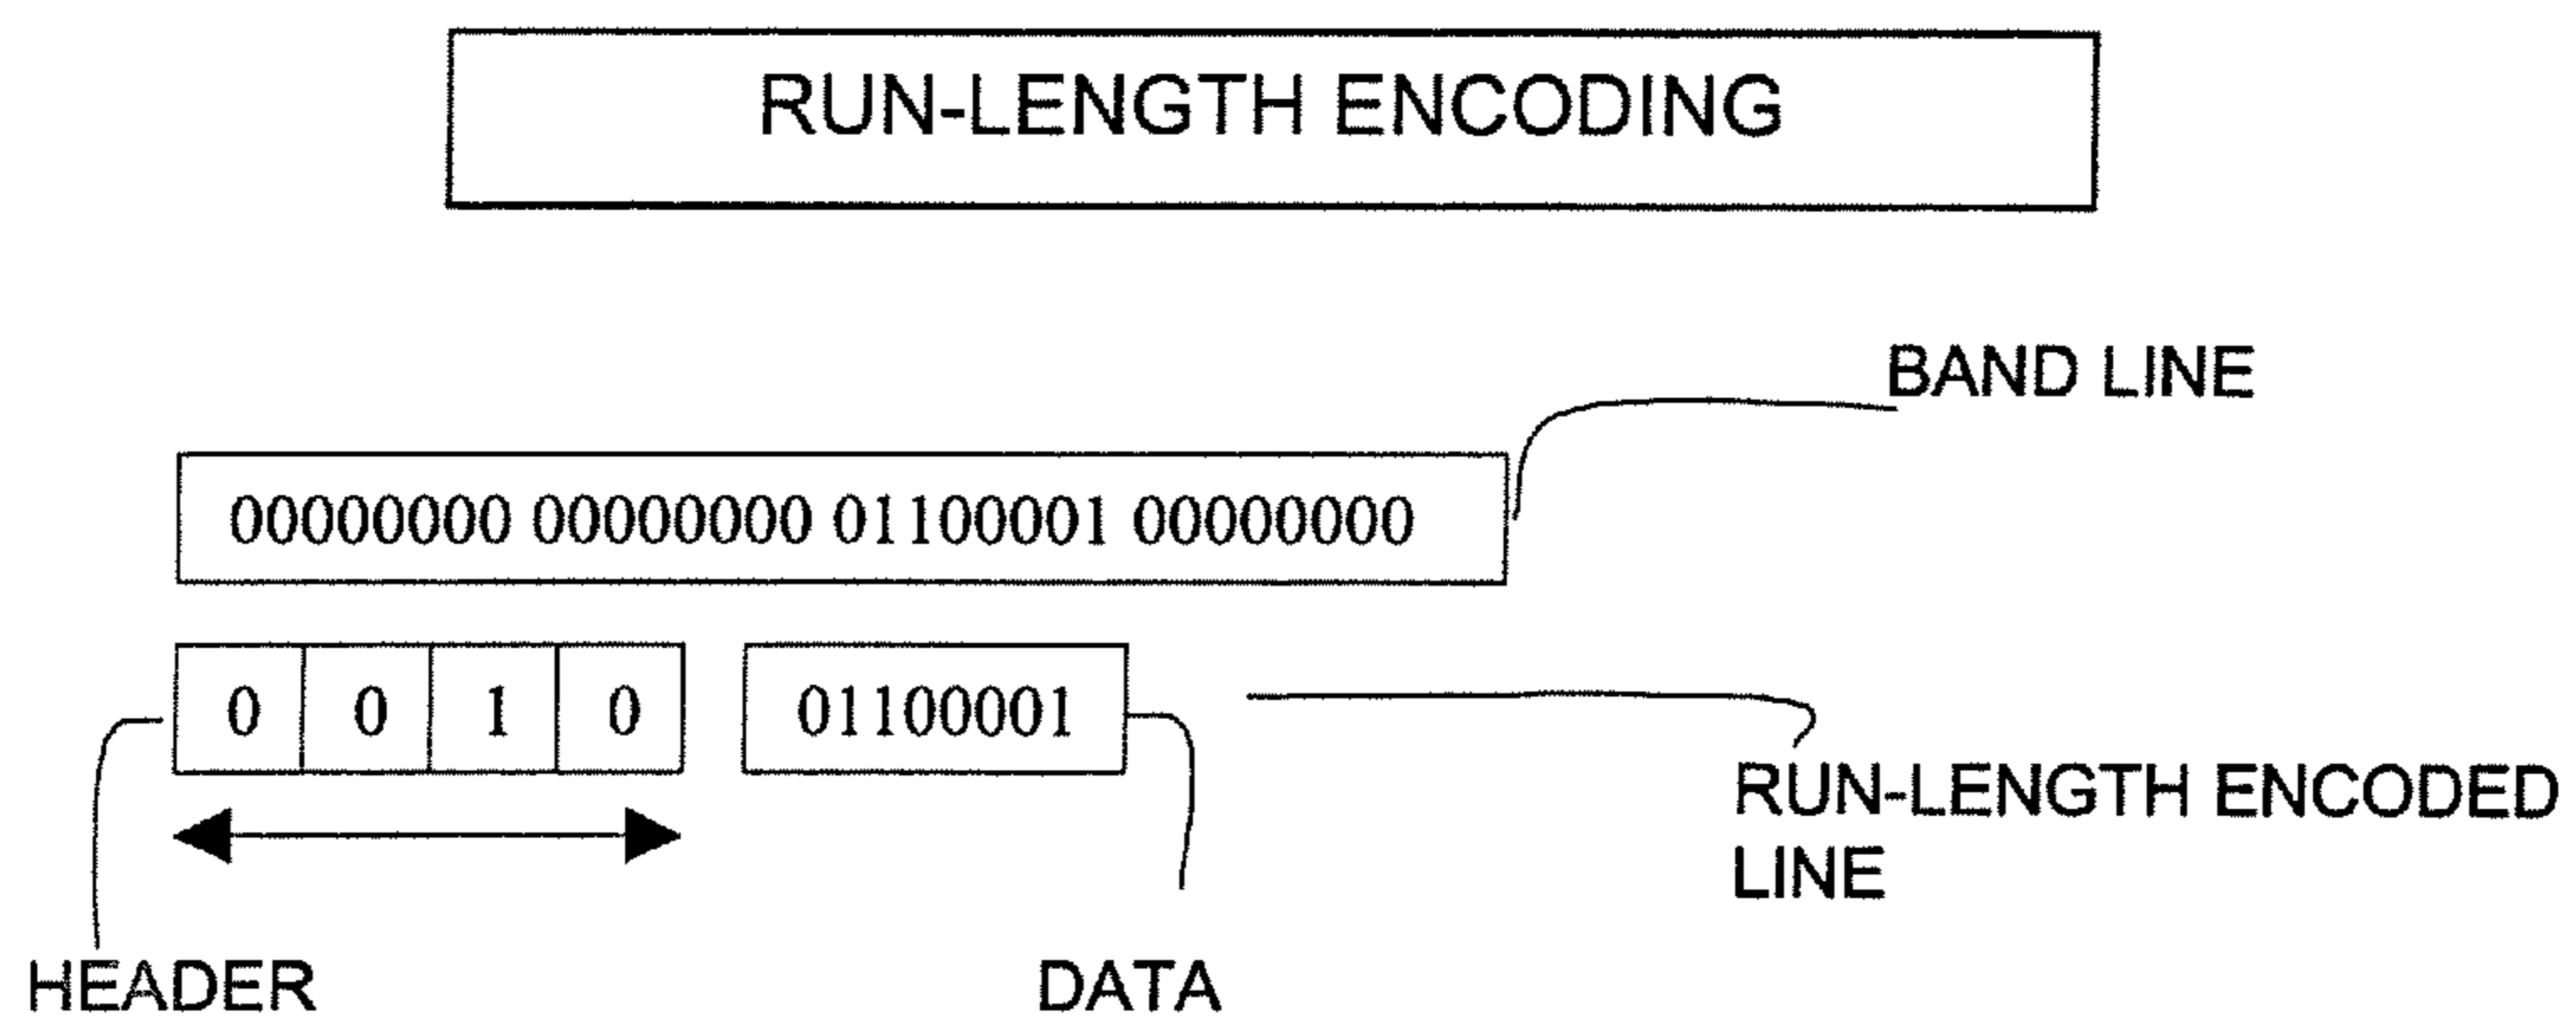 RUN-LENGTH ENCODING
BAND LINE
00000000 00000000 01100001 00000000
0 0 1 0 01100001
RUN-LENGTH ENCODED
LINE
HEADER
DATA